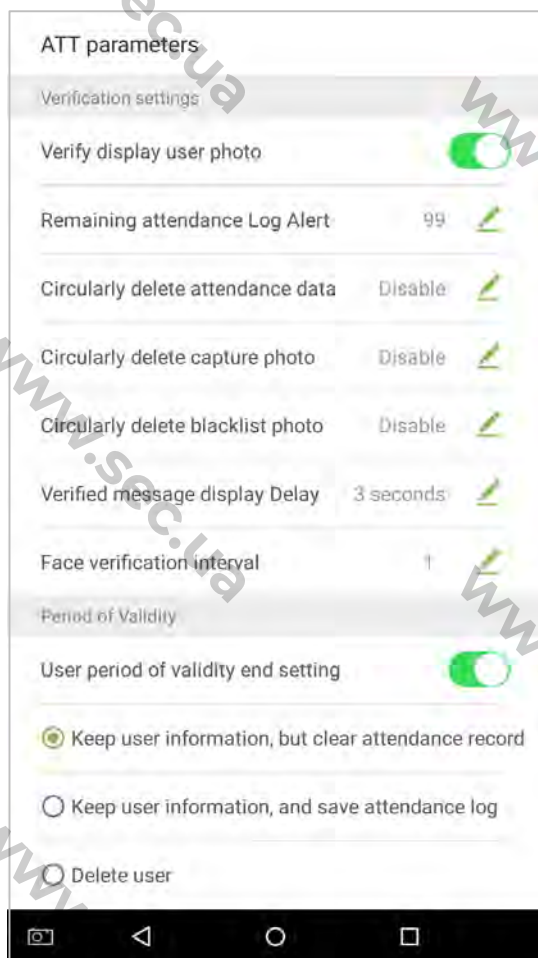 ATT parameters
Verification settings
Verify display user photo
Remaining attendance Log Alert 99
Circularly delete attendance data Disable
Circularly delete capture photo Disable
Circularly delete blacklist photo Disable
Verified message display Delay 3 seconds
Face verification interval 1
Period of Validity
User period of validity end setting
Keep user information, but clear attendance record
Keep user information, and save attendance log
Delete user
www.sec.ua